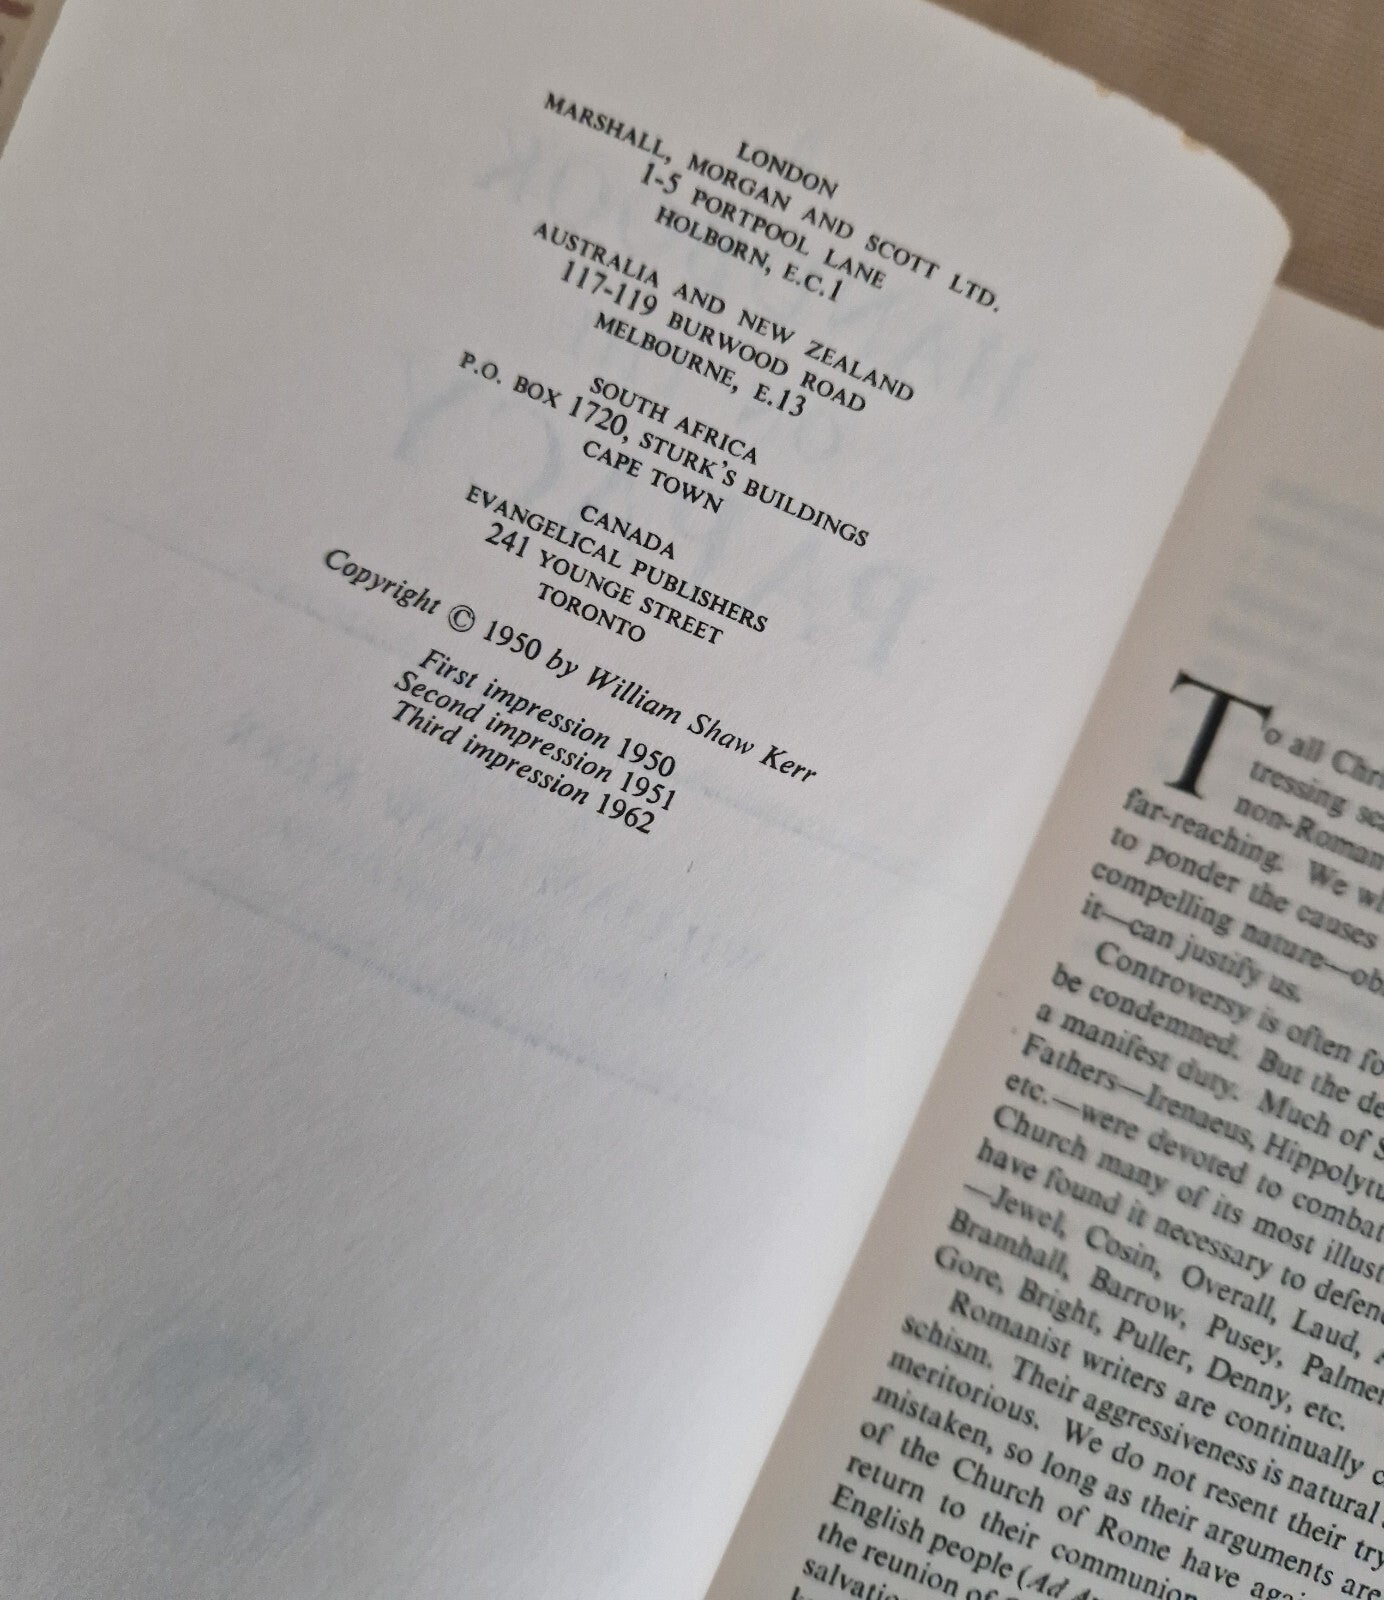 LONDON
MARSHALL, MORGAN AND SCOTT LTD.
1-5 PORTPOOL LANE
HOLBORN, E.C.1
AUSTRALIA AND NEW ZEALAND
117-119 BURWOOD ROAD
MELBOURNE, E.13
SOUTH AFRICA
P.O. BOX 1720, STURK'S BUILDINGS
CAPE TOWN
CANADA
EVANGELICAL PUBLISHERS
241 YOUNGE STREET
TORONTO
Copyright © 1950 by William Shaw Kerr
First impression 1950
Second impression 1951
Third impression 1962
To all Chri
tressing sc
non-Roman
far-reaching. We w
to ponder the causes
compelling nature—ob
it—can justify us.
Controversy is often fo
be condemned. But the de
a manifest duty. Much of S
Fathers—Irenaeus, Hippolytu
etc.—were devoted to combat
Church many of its most illust
have found it necessary to defen
—Jewel, Cosin, Overall, Laud, A
Bramhall, Barrow, Pusey, Palmer
Gore, Bright, Puller, Denny, etc.
Romanist writers are continually c
schism. Their aggressiveness is natural
meritorious. We do not resent their try
mistaken, so long as their arguments are
of the Church of Rome have agai
return to their communion
English people (Ad A
the reunion of
salvatio